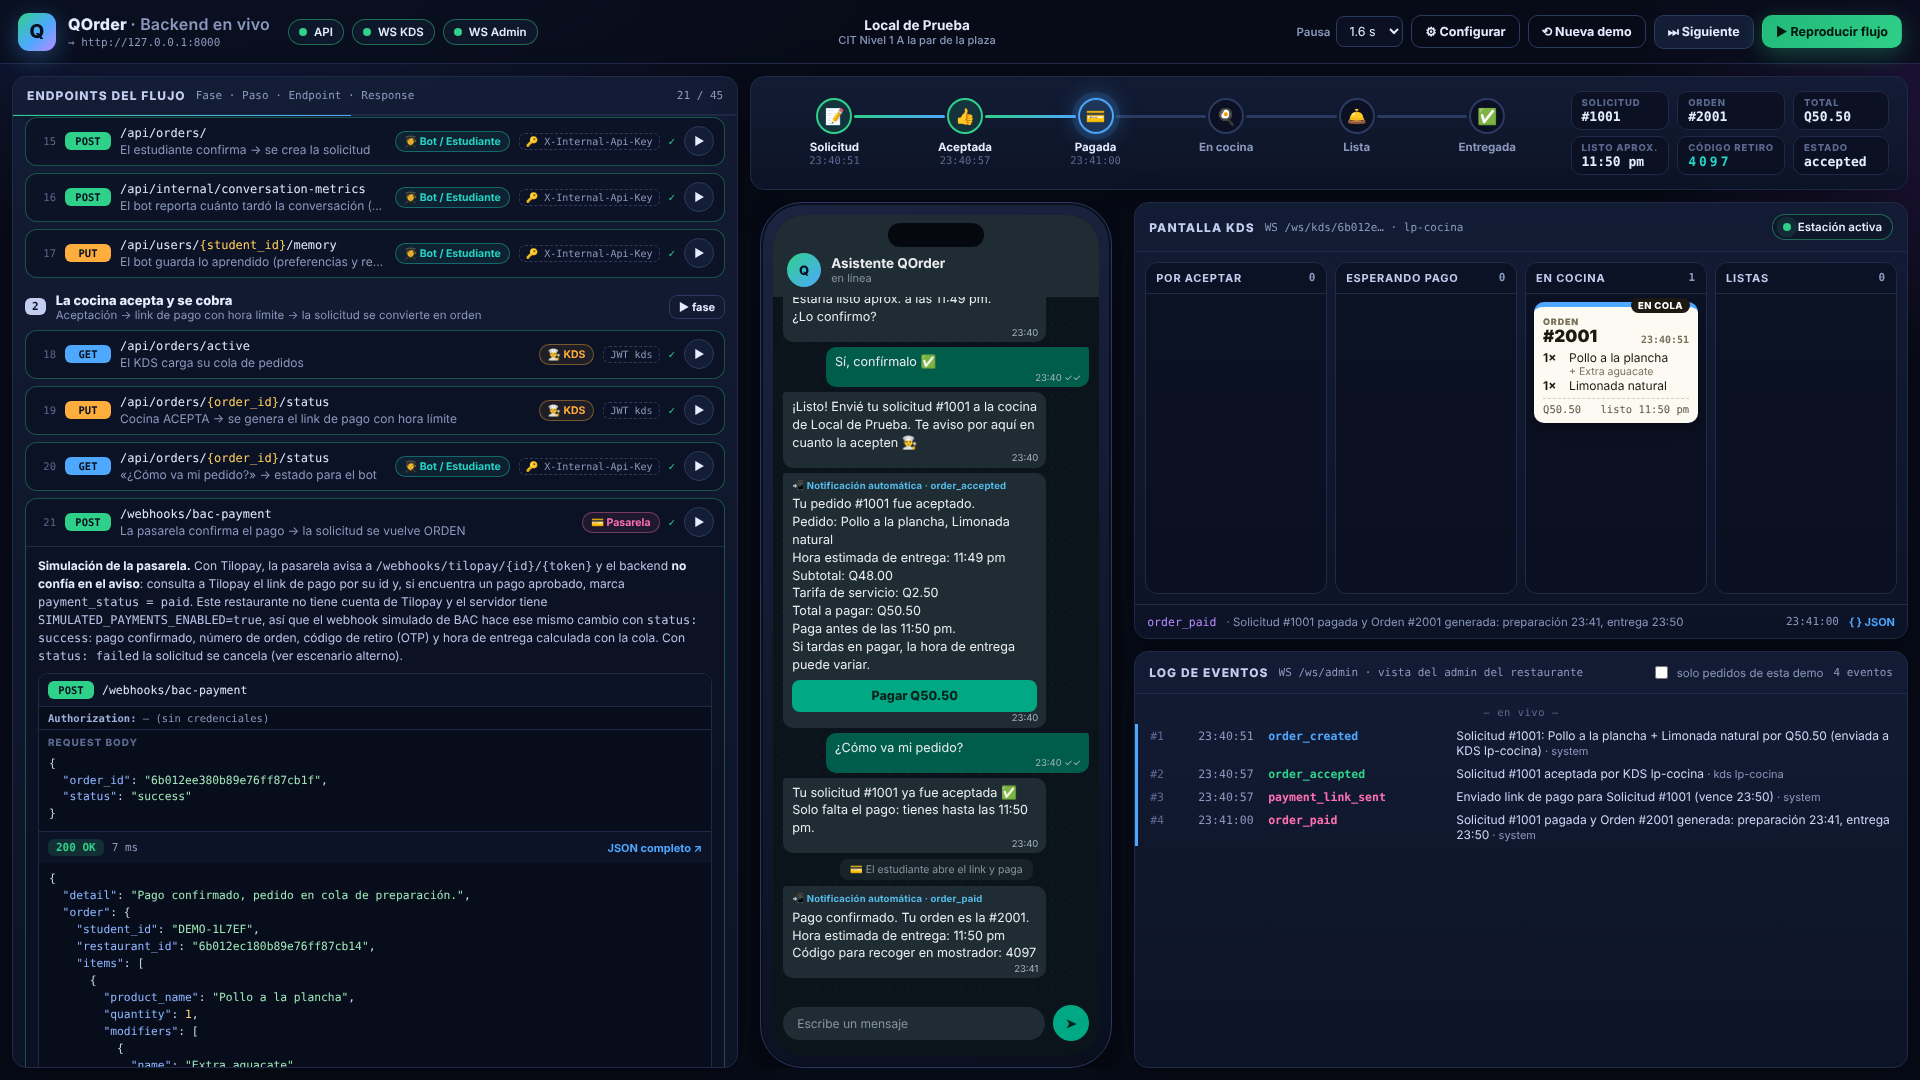 Q
QOrder · Backend en vivo
→ http://127.0.0.1:8000
API
WS KDS
WS Admin
Local de Prueba
CIT Nivel 1 A la par de la plaza
Pausa
1.6 s
⚙ Configurar
⟲ Nueva demo
⏭ Siguiente
▶ Reproducir flujo
ENDPOINTS DEL FLUJO
Fase · Paso · Endpoint · Response
21 / 45
15 POST /api/orders/
El estudiante confirma → se crea la solicitud
Bot / Estudiante
X-Internal-Api-Key ✓
16 POST /api/internal/conversation-metrics
El bot reporta cuánto tardó la conversación (...
Bot / Estudiante
X-Internal-Api-Key ✓
17 PUT /api/users/{student_id}/memory
El bot guarda lo aprendido (preferencias y re...
Bot / Estudiante
X-Internal-Api-Key ✓
2 La cocina acepta y se cobra
Aceptación → link de pago con hora límite → la solicitud se convierte en orden
▶ fase
18 GET /api/orders/active
El KDS carga su cola de pedidos
KDS
JWT kds ✓
19 PUT /api/orders/{order_id}/status
Cocina ACEPTA → se genera el link de pago con hora límite
KDS
JWT kds ✓
20 GET /api/orders/{order_id}/status
«¿Cómo va mi pedido?» → estado para el bot
Bot / Estudiante
X-Internal-Api-Key ✓
21 POST /webhooks/bac-payment
La pasarela confirma el pago → la solicitud se vuelve ORDEN
Pasarela ✓
Simulación de la pasarela. Con Tilopay, la pasarela avisa a /webhooks/tilopay/{id}/{token} y el backend no
confía en el aviso: consulta a Tilopay el link de pago por su id y, si encuentra un pago aprobado, marca
payment_status = paid. Este restaurante no tiene cuenta de Tilopay y el servidor tiene
SIMULATED_PAYMENTS_ENABLED=true, así que el webhook simulado de BAC hace ese mismo cambio con status:
success: pago confirmado, número de orden, código de retiro (OTP) y hora de entrega calculada con la cola. Con
status: failed la solicitud se cancela (ver escenario alterno).
POST /webhooks/bac-payment
Authorization: — (sin credenciales)
REQUEST BODY
{
"order_id": "6b012ee380b89e76ff87cb1f",
"status": "success"
}
200 OK 7 ms
JSON completo ↗
{
"detail": "Pago confirmado, pedido en cola de preparación.",
"order": {
"student_id": "DEMO-1L7EF",
"restaurant_id": "6b012ec180b89e76ff87cb14",
"items": [
{
"product_name": "Pollo a la plancha",
"quantity": 1,
"modifiers": [
{
"name": "Extra aguacate"
Solicitud
23:40:51
Aceptada
23:40:57
Pagada
23:41:00
En cocina
Lista
Entregada
SOLICITUD
#1001
ORDEN
#2001
TOTAL
Q50.50
LISTO APROX.
11:50 pm
CÓDIGO RETIRO
4097
ESTADO
accepted
Q
Asistente QOrder
en línea
Estaría listo aprox. a las 11:49 pm.
¿Lo confirmo?
23:40
Sí, confírmalo ✅
23:40 ✓✓
¡Listo! Envié tu solicitud #1001 a la cocina
de Local de Prueba. Te aviso por aquí en
cuanto la acepten
23:40
Notificación automática · order_accepted
Tu pedido #1001 fue aceptado.
Pedido: Pollo a la plancha, Limonada
natural
Hora estimada de entrega: 11:49 pm
Subtotal: Q48.00
Tarifa de servicio: Q2.50
Total a pagar: Q50.50
Paga antes de las 11:50 pm.
Si tardas en pagar, la hora de entrega
puede variar.
Pagar Q50.50
23:40
¿Cómo va mi pedido?
23:40 ✓✓
Tu solicitud #1001 ya fue aceptada ✅
Solo falta el pago: tienes hasta las 11:50
pm.
23:40
El estudiante abre el link y paga
Notificación automática · order_paid
Pago confirmado. Tu orden es la #2001.
Hora estimada de entrega: 11:50 pm
Código para recoger en mostrador: 4097
23:41
Escribe un mensaje
➤
PANTALLA KDS
WS /ws/kds/6b012e… · lp-cocina
Estación activa
POR ACEPTAR 0
ESPERANDO PAGO 0
EN COCINA 1
LISTAS 0
EN COLA
ORDEN
#2001
23:40:51
1× Pollo a la plancha
+ Extra aguacate
1× Limonada natural
Q50.50 listo 11:50 pm
order_paid · Solicitud #1001 pagada y Orden #2001 generada: preparación 23:41, entrega 23:50
23:41:00
{ } JSON
LOG DE EVENTOS
WS /ws/admin · vista del admin del restaurante
solo pedidos de esta demo
4 eventos
— en vivo —
#1 23:40:51 order_created Solicitud #1001: Pollo a la plancha + Limonada natural por Q50.50 (enviada a
KDS lp-cocina) · system
#2 23:40:57 order_accepted Solicitud #1001 aceptada por KDS lp-cocina · kds lp-cocina
#3 23:40:57 payment_link_sent Enviado link de pago para Solicitud #1001 (vence 23:50) · system
#4 23:41:00 order_paid Solicitud #1001 pagada y Orden #2001 generada: preparación 23:41, entrega
23:50 · system